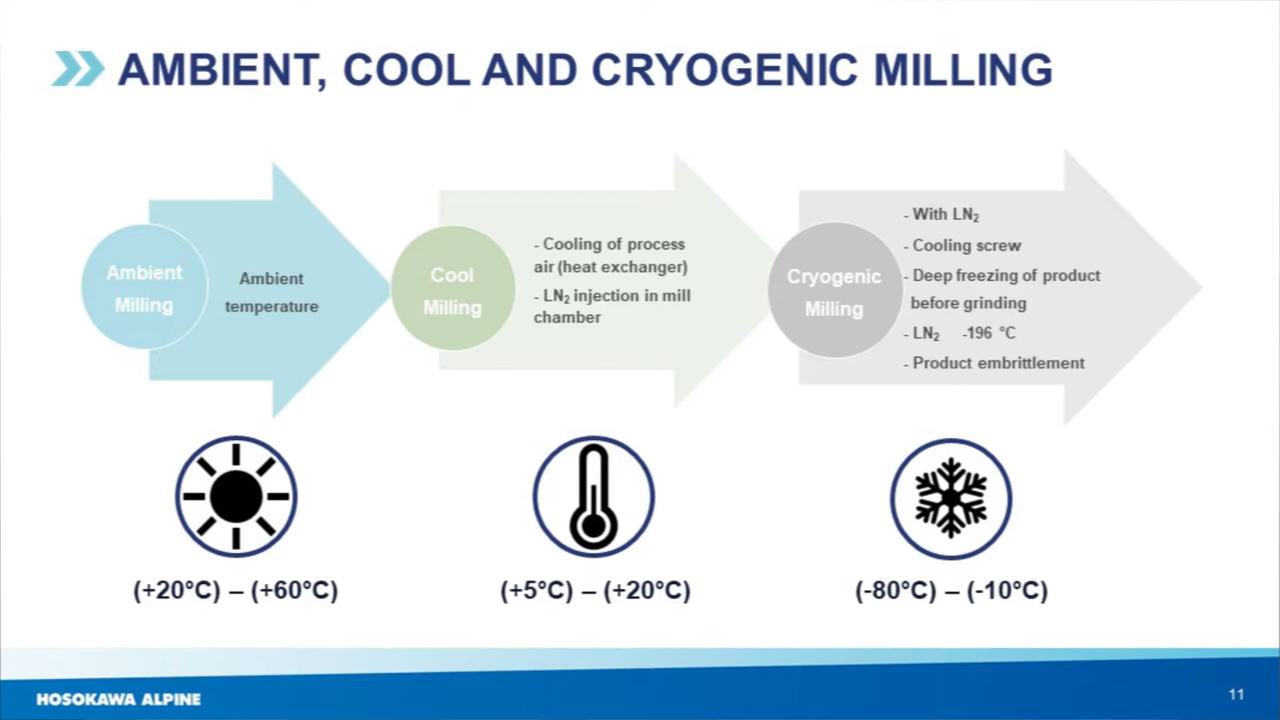 AMBIENT, COOL AND CRYOGENIC MILLING
Ambient
Milling
Ambient
temperature
Cool
Milling
- Cooling of process
air (heat exchanger)
- LN₂ injection in mill
chamber
Cryogenic
Milling
- With LN₂
- Cooling screw
- Deep freezing of product
before grinding
- LN₂ -196 °C
- Product embrittlement
(+20°C) – (+60°C)
(+5°C) – (+20°C)
(-80°C) – (-10°C)
HOSOKAWA ALPINE
11